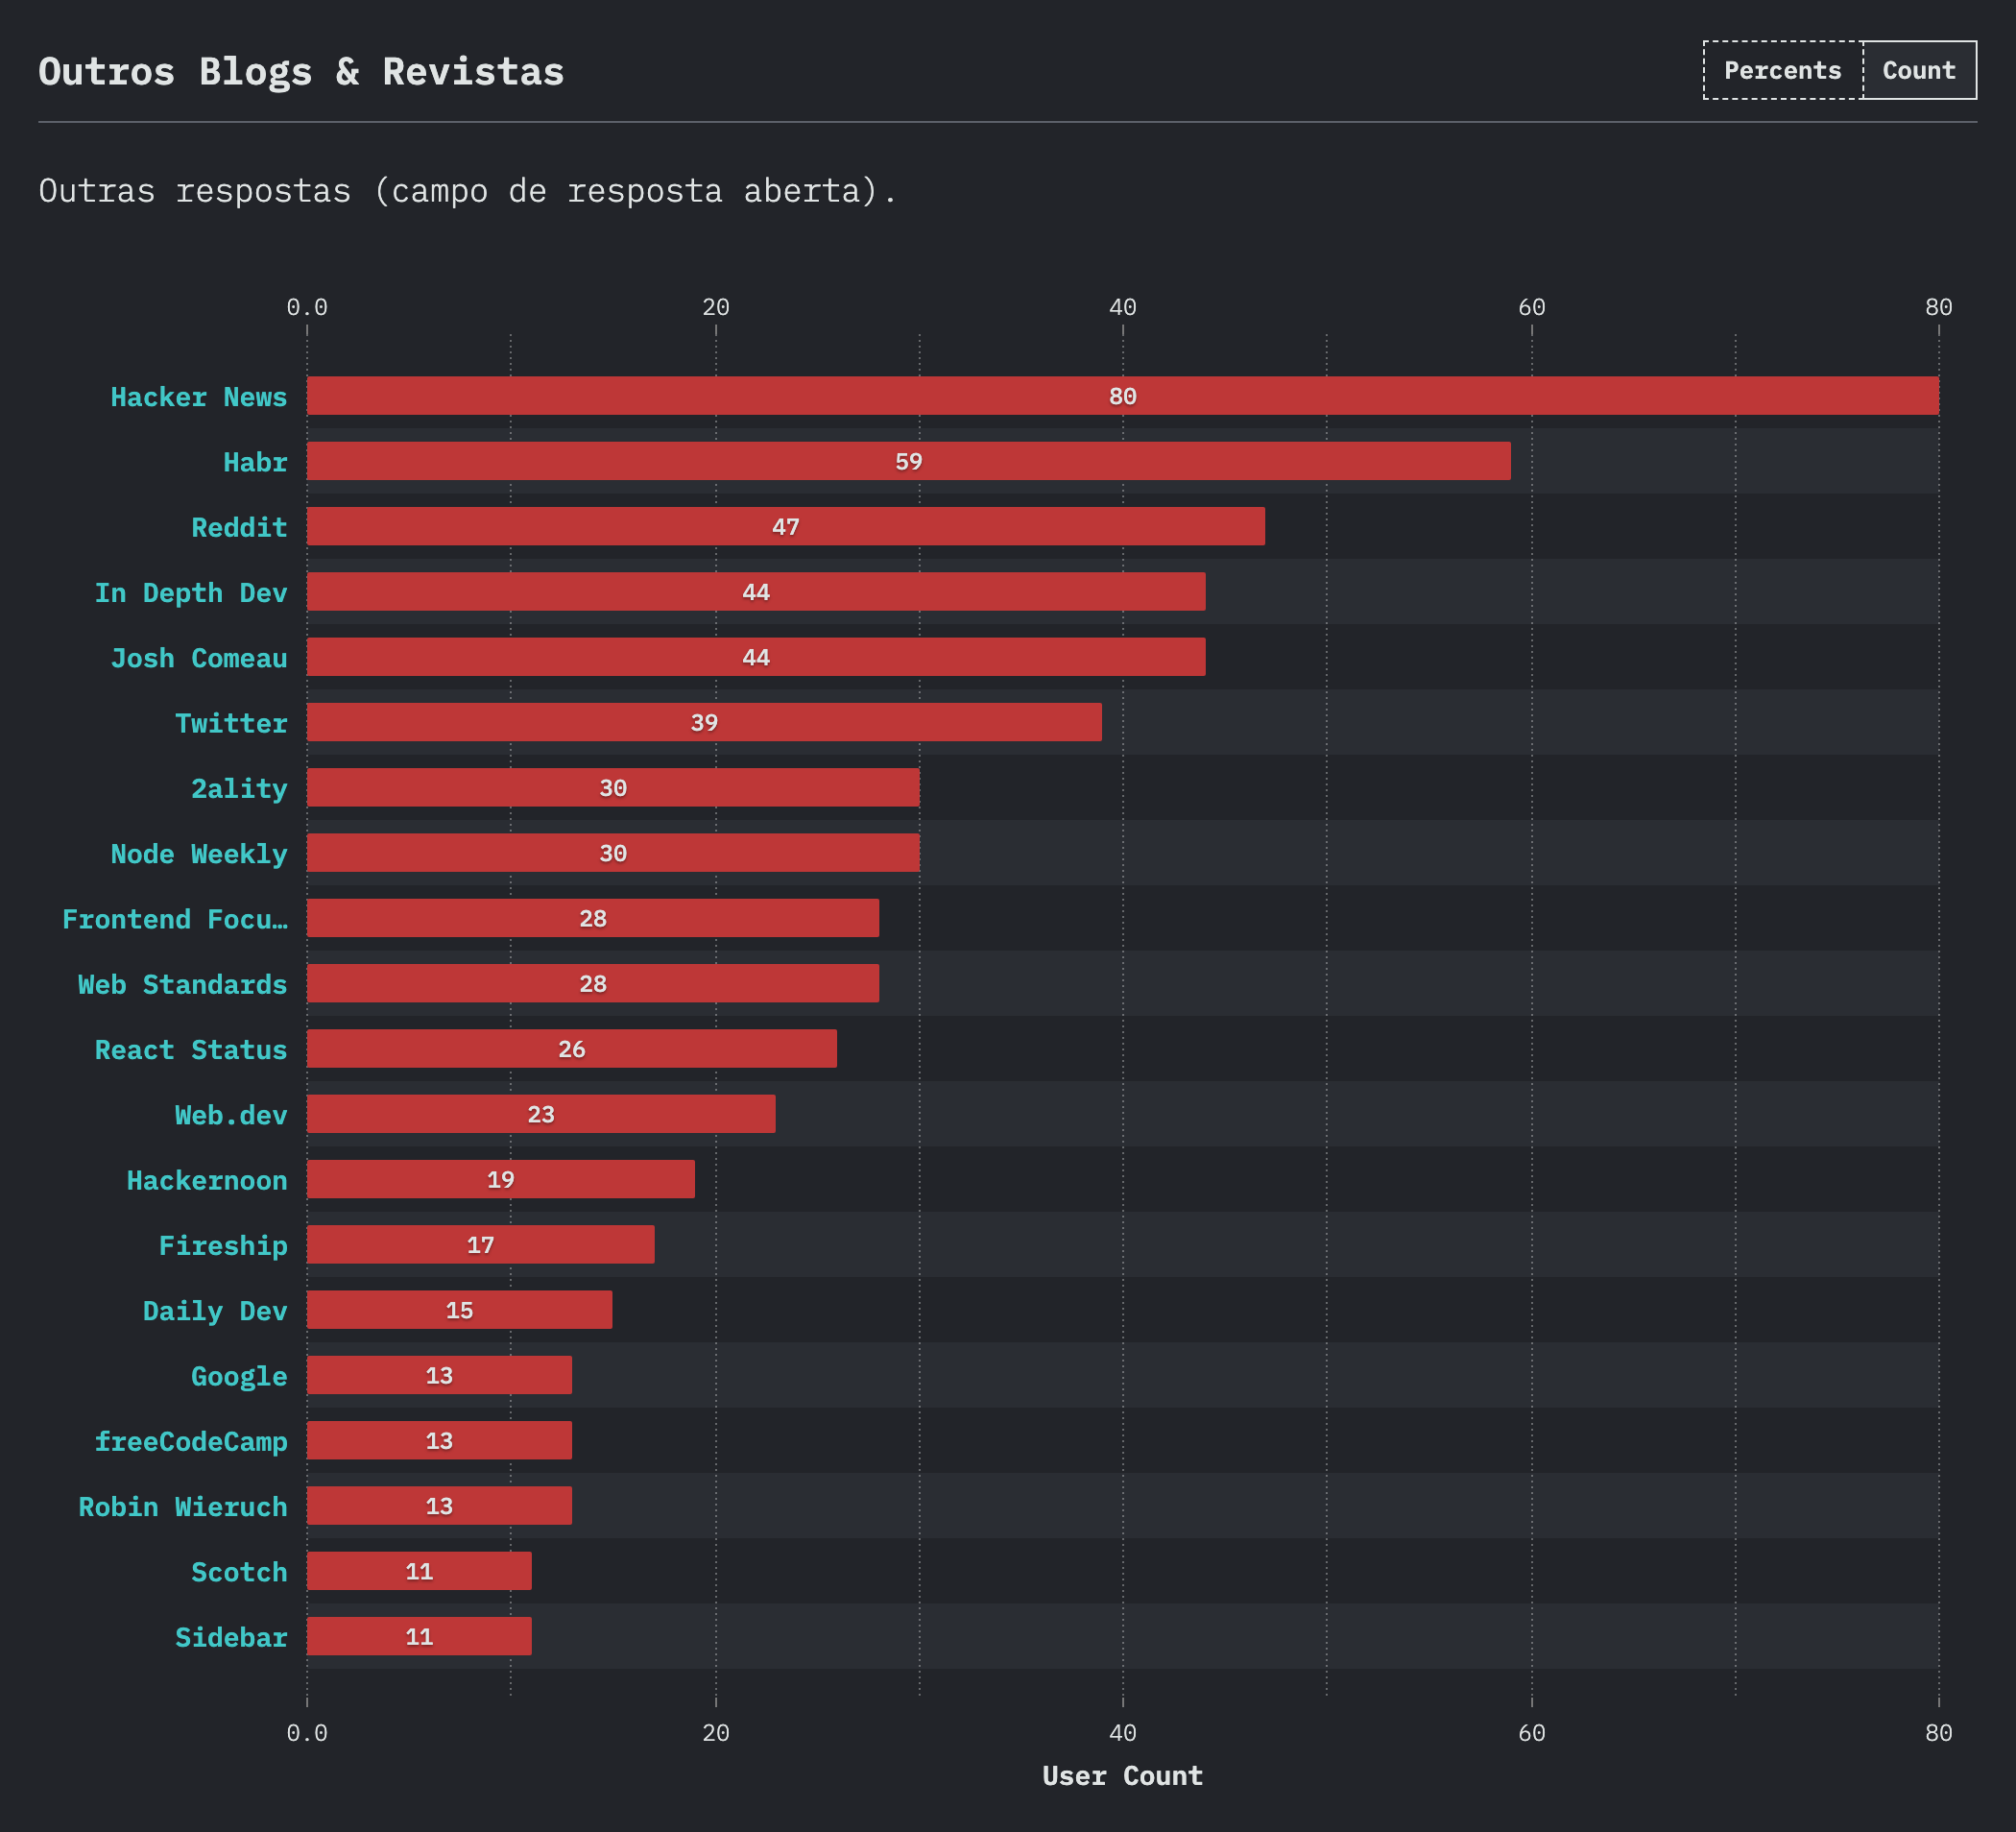 Outros Blogs & Revistas
Percents Count
Outras respostas (campo de resposta aberta).
0.0 20 40 60 80
Hacker News 80
Habr 59
Reddit 47
In Depth Dev 44
Josh Comeau 44
Twitter 39
2ality 30
Node Weekly 30
Frontend Focu… 28
Web Standards 28
React Status 26
Web.dev 23
Hackernoon 19
Fireship 17
Daily Dev 15
Google 13
freeCodeCamp 13
Robin Wieruch 13
Scotch 11
Sidebar 11
0.0 20 40 60 80
User Count